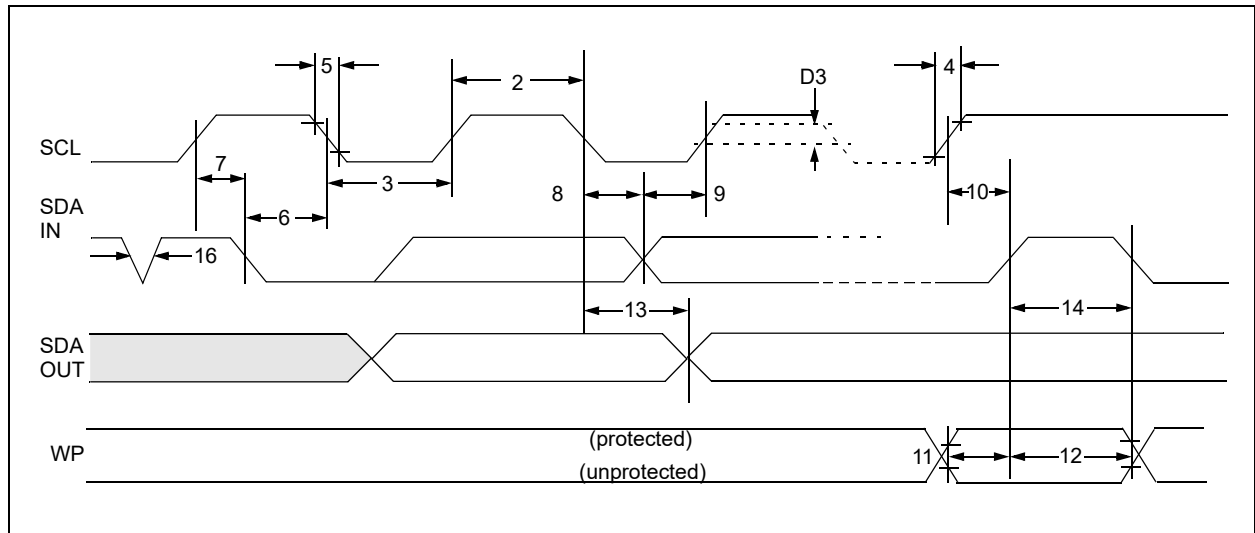 5
2
D3
4
SCL
7
3
8
9
10
SDA
IN
6
16
13
14
SDA
OUT
WP
(protected)
(unprotected)
11
12